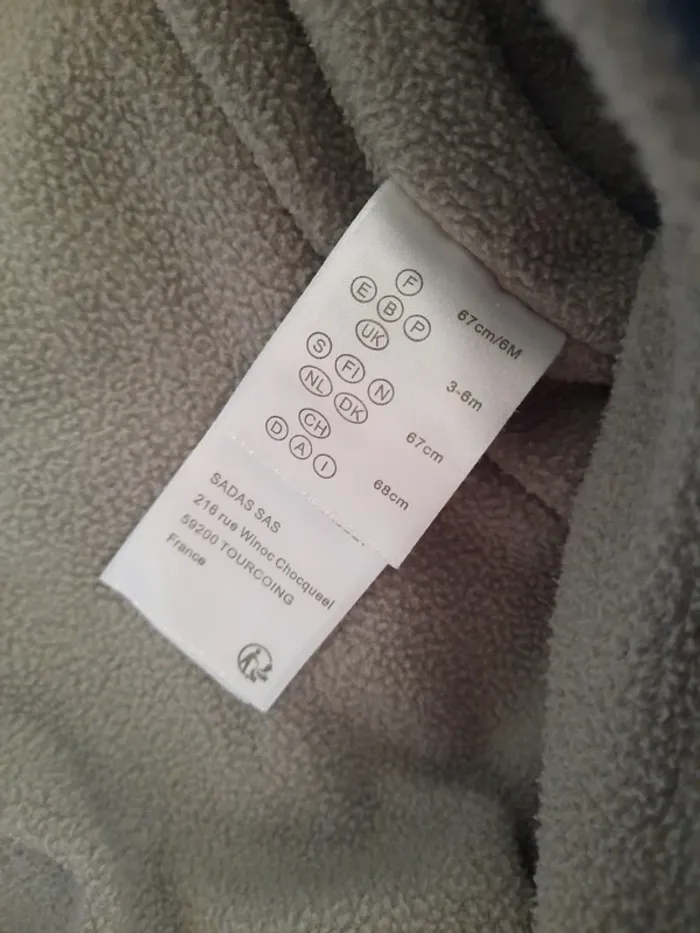 F
E B P 67cm/6M
UK 3-6m
S FI N
NL DK 67cm
CH
D A I 68cm
SADAS SAS
216 rue Winoc Chocqueel
59200 TOURCOING
France